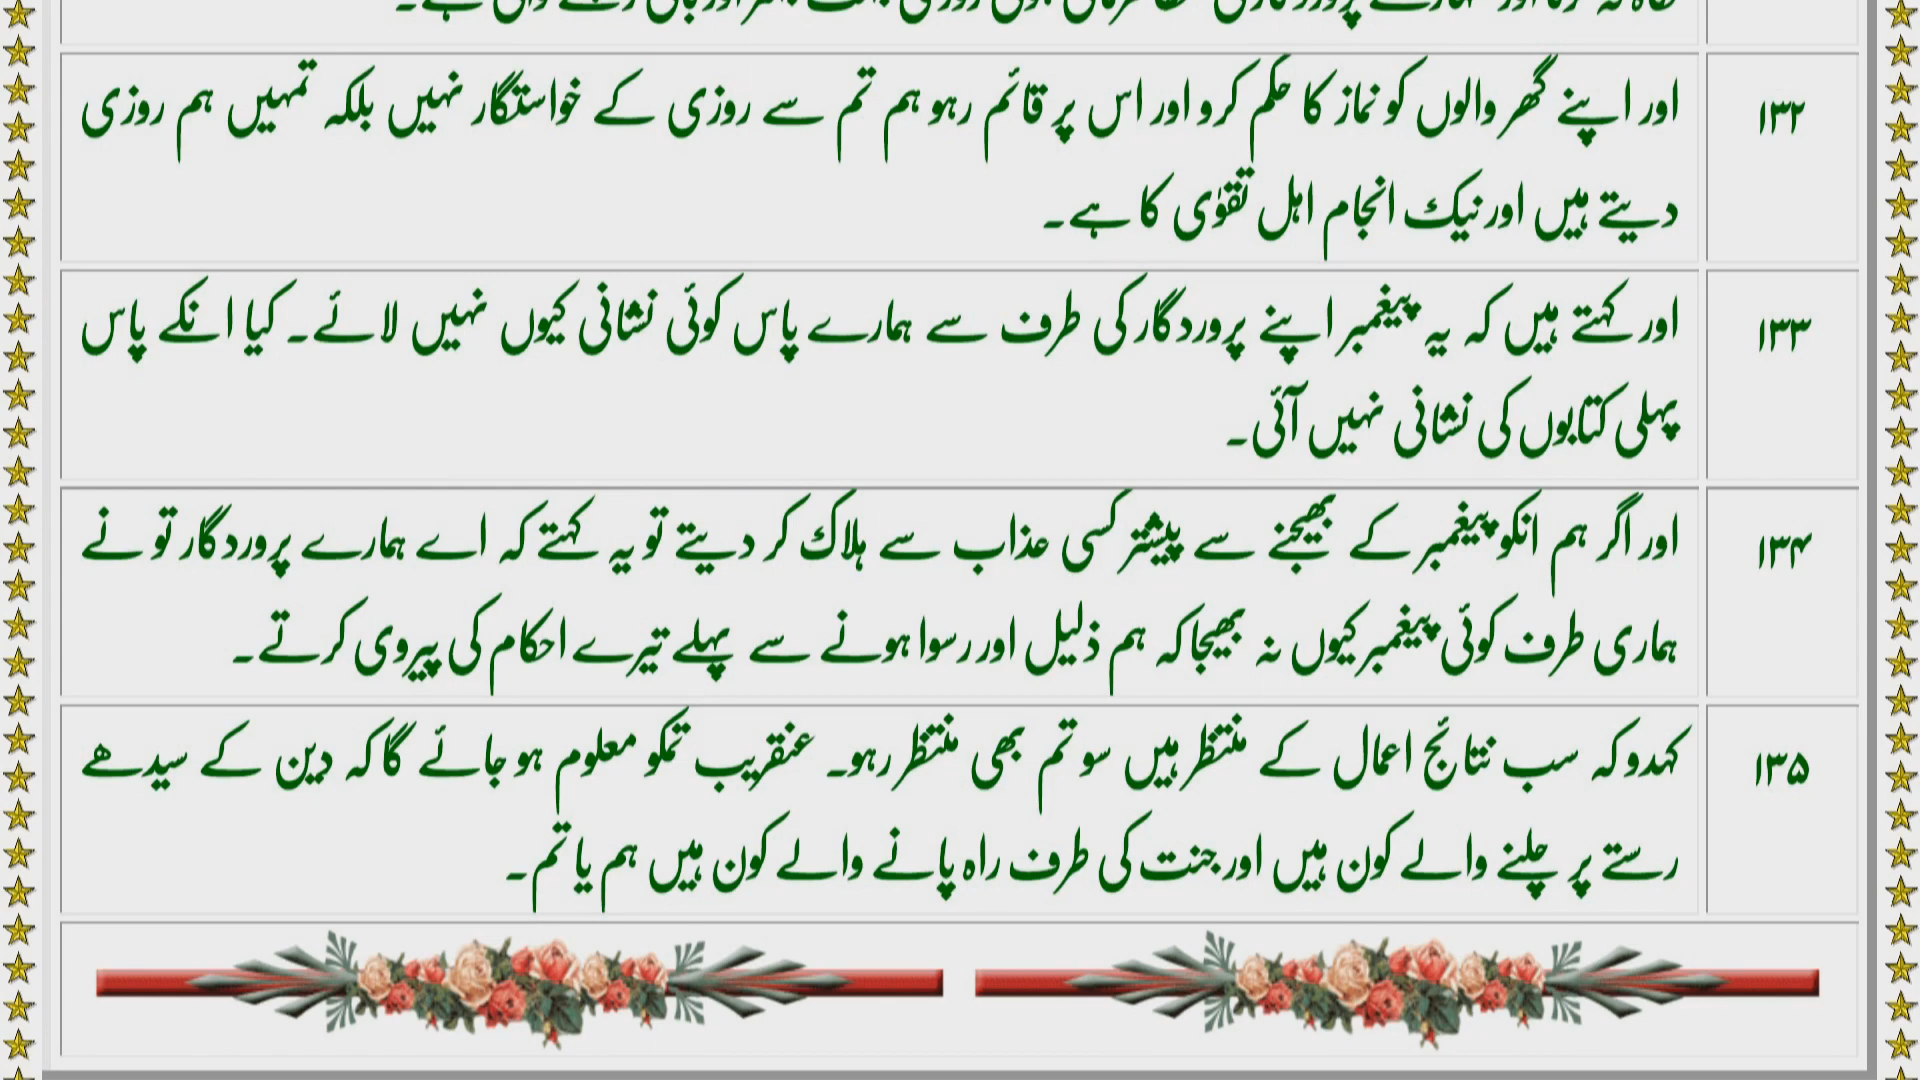 ۱۳۲
اور اپنے گھر والوں کو نماز کا حکم کرو اور اس پر قائم رہو ہم تم سے روزی کے خواستگار نہیں بلکہ تمہیں ہم روزی
دیتے ہیں اور نیک انجام اہل تقوٰی کا ہے۔
۱۳۳
اور کہتے ہیں کہ یہ پیغمبر اپنے پروردگار کی طرف سے ہمارے پاس کوئی نشانی کیوں نہیں لائے۔ کیا انکے پاس
پہلی کتابوں کی نشانی نہیں آئی۔
۱۳۴
اور اگر ہم انکو پیغمبر کے بھیجنے سے پیشتر کسی عذاب سے ہلاک کر دیتے تو یہ کہتے کہ اے ہمارے پروردگار تو نے
ہماری طرف کوئی پیغمبر کیوں نہ بھیجا کہ ہم ذلیل اور رسوا ہونے سے پہلے تیرے احکام کی پیروی کرتے۔
۱۳۵
کہدو کہ سب نتائج اعمال کے منتظر ہیں سو تم بھی منتظر رہو۔ عنقریب تمکو معلوم ہو جائے گا کہ دین کے سیدھے
رستے پر چلنے والے کون ہیں اور جنت کی طرف راہ پانے والے کون ہیں ہم یا تم۔